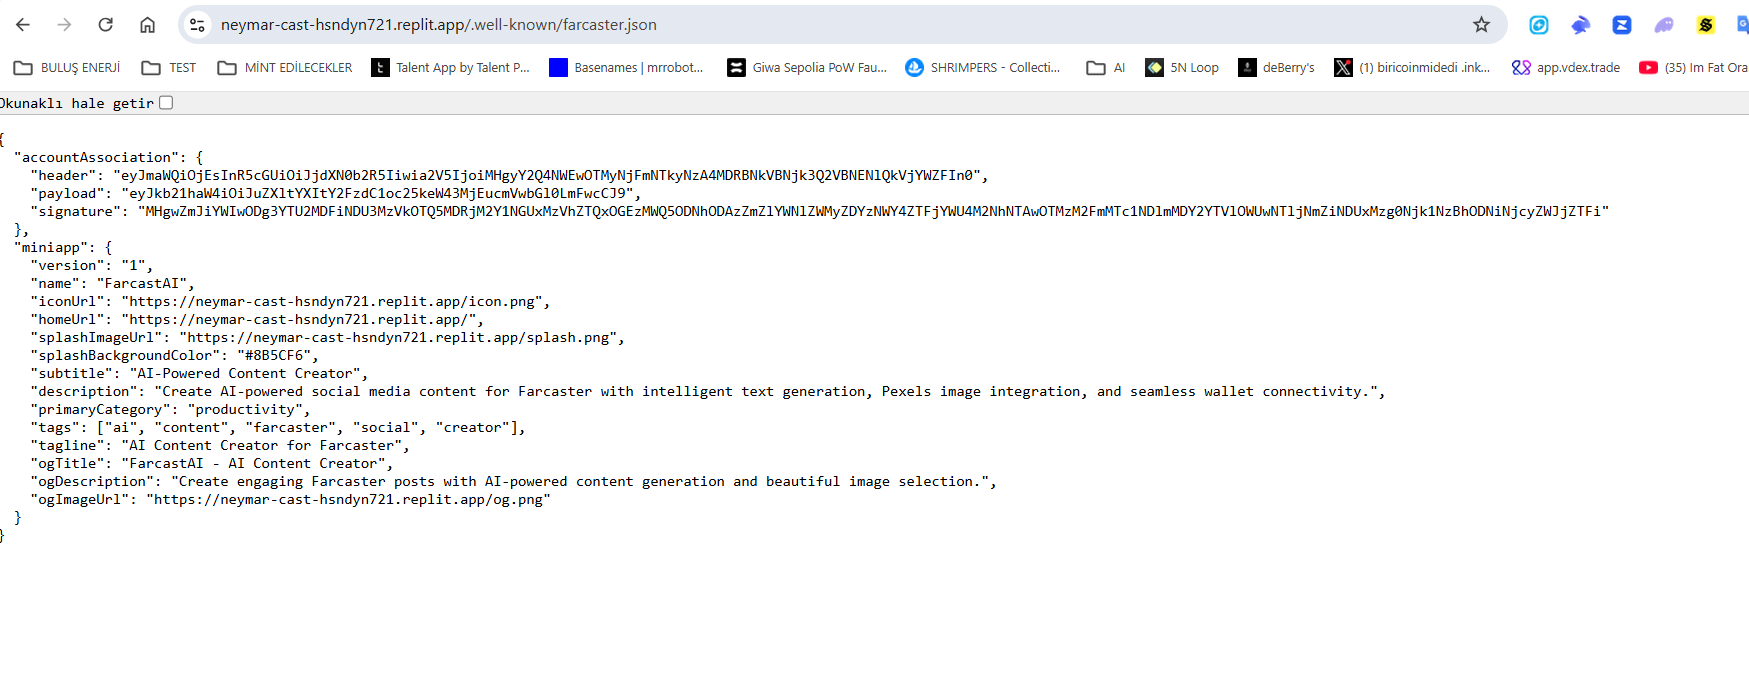 neymar-cast-hsndyn721.replit.app/.well-known/farcaster.json
BULUŞ ENERJİ TEST MİNT EDİLECEKLER Talent App by Talent P... Basenames | mrrobot... Giwa Sepolia PoW Fau... SHRIMPERS - Collecti... AI 5N Loop deBerry's (1) biricoinmidedi .ink... app.vdex.trade (35) Im Fat Ora
Okunaklı hale getir
{
"accountAssociation": {
"header": "eyJmaWQiOjEsInR5cGUiOiJjdXN0b2R5Iiwia2V5IjoiMHgyY2Q4NWEwOTMyNjFmNTkyNzA4MDRBNkVBNjk3Q2VBNENlQkVjYWZFIn0",
"payload": "eyJkb21haW4iOiJuZXltYXItY2FzdC1oc25keW43MjEucmVwbGl0LmFwcCJ9",
"signature": "MHgwZmJiYWIwODg3YTU2MDFiNDU3MzVkOTQ5MDRjM2Y1NGUxMzVhZTQxOGEzMWQ5ODNhODAzZmZlYWNlZWMyZDYzNWY4ZTFjYWU4M2NhNTAwOTMzM2FmMTc1NDlmMDY2YTVlOWUwNTljNmZiNDUxMzg0Njk1NzBhODNiNjcyZWJjZTFi"
},
"miniapp": {
"version": "1",
"name": "FarcastAI",
"iconUrl": "https://neymar-cast-hsndyn721.replit.app/icon.png",
"homeUrl": "https://neymar-cast-hsndyn721.replit.app/",
"splashImageUrl": "https://neymar-cast-hsndyn721.replit.app/splash.png",
"splashBackgroundColor": "#8B5CF6",
"subtitle": "AI-Powered Content Creator",
"description": "Create AI-powered social media content for Farcaster with intelligent text generation, Pexels image integration, and seamless wallet connectivity.",
"primaryCategory": "productivity",
"tags": ["ai", "content", "farcaster", "social", "creator"],
"tagline": "AI Content Creator for Farcaster",
"ogTitle": "FarcastAI - AI Content Creator",
"ogDescription": "Create engaging Farcaster posts with AI-powered content generation and beautiful image selection.",
"ogImageUrl": "https://neymar-cast-hsndyn721.replit.app/og.png"
}
}